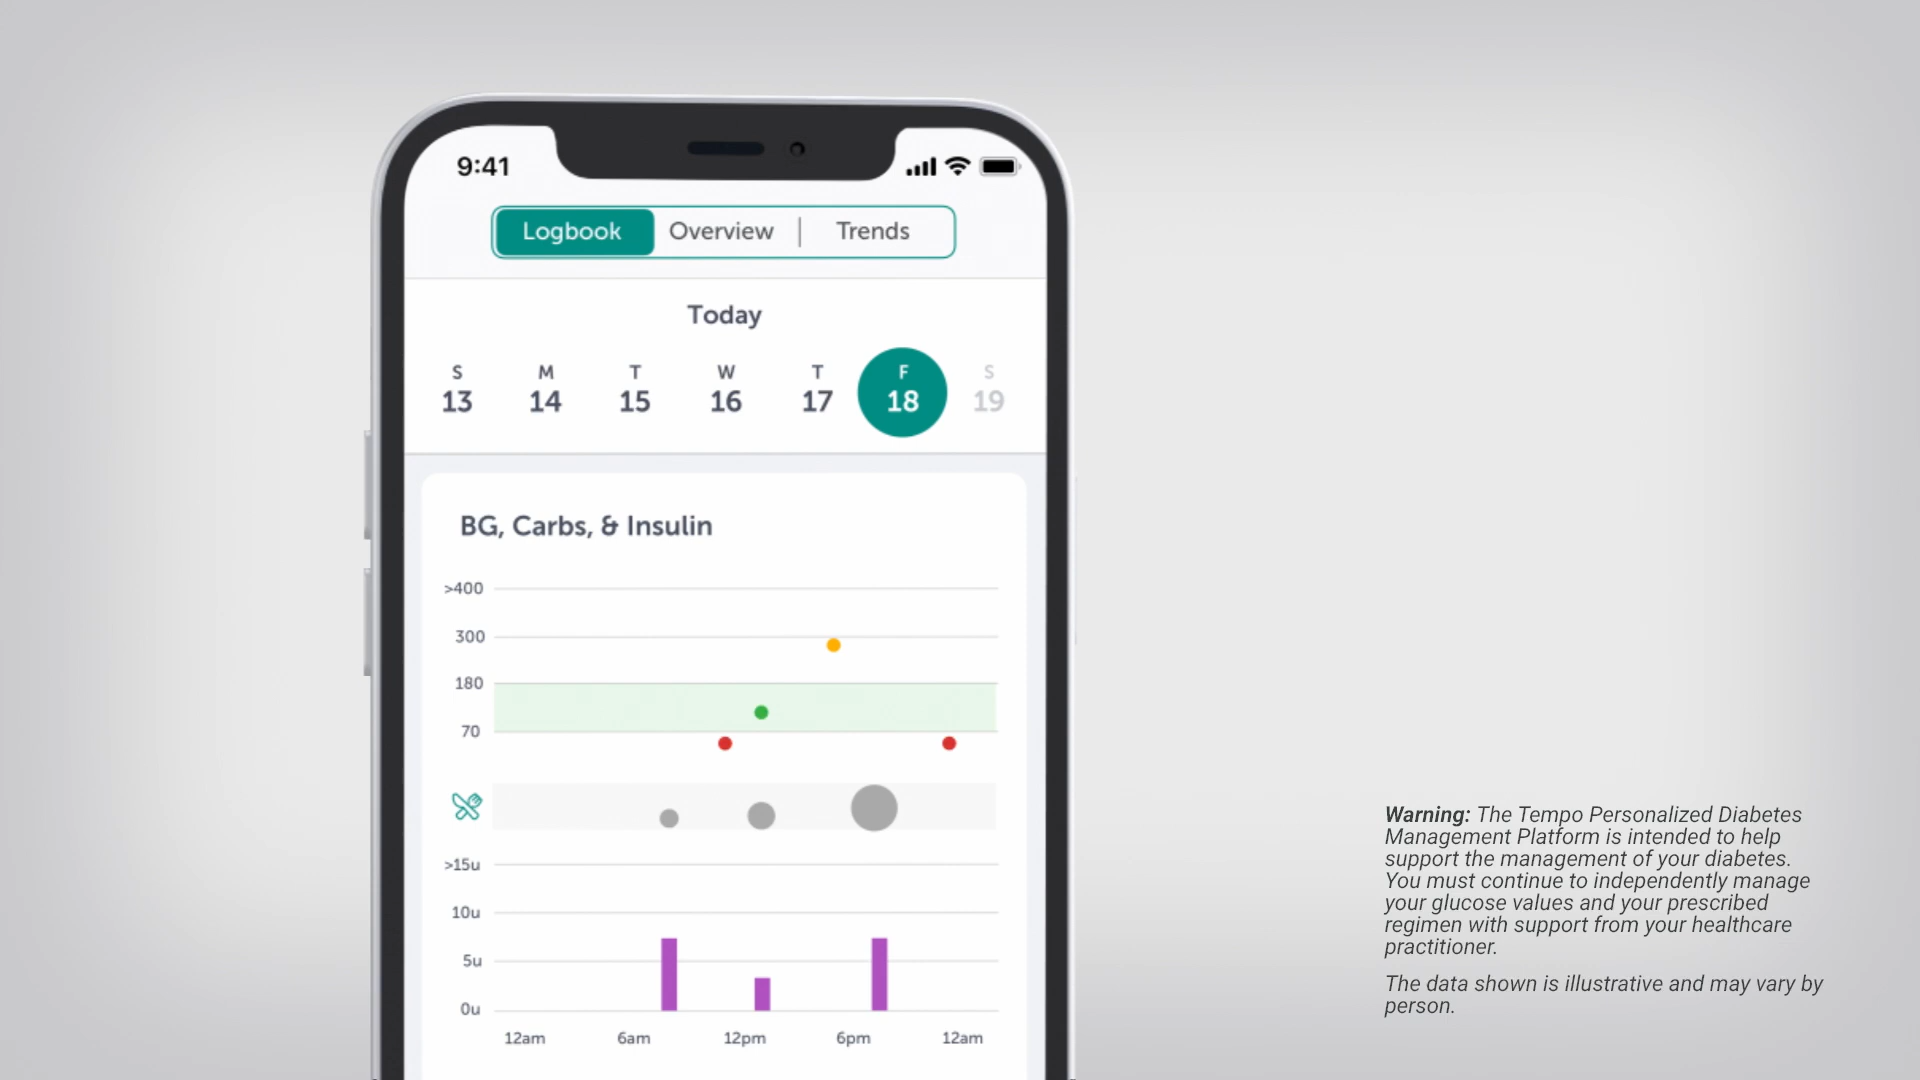 9:41
Logbook Overview | Trends
Today
S M T W T F S
13 14 15 16 17 18 19
BG, Carbs, & Insulin
>400
300
180
70
>15u
10u
5u
0u
12am 6am 12pm 6pm 12am
Warning: The Tempo Personalized Diabetes
Management Platform is intended to help
support the management of your diabetes.
You must continue to independently manage
your glucose values and your prescribed
regimen with support from your healthcare
practitioner.
The data shown is illustrative and may vary by
person.